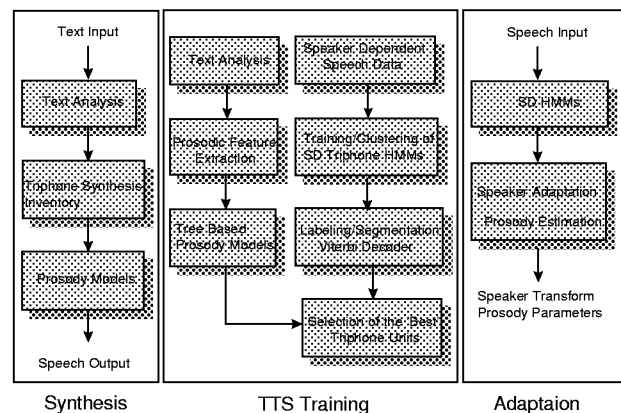 Text Input
Text Analysis
Triphone Synthesis
Inventory
Prosody Models
Speech Output
Synthesis
Text Analysis
Prosodic Feature
Extraction
Tree Based
Prosody Models
Speaker Dependent
Speech Data
Training/Clustering of
SD Triphone HMMs
Labeling/Segmentation
Viterbi Decoder
Selection of the Best
Triphone Units
TTS Training
Speech Input
SD HMMs
Speaker Adaptation
Prosody Estimation
Speaker Transform
Prosody Parameters
Adaptaion